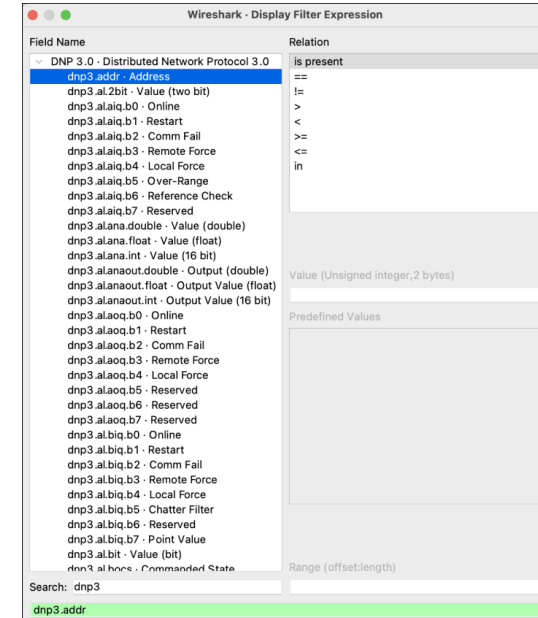 Wireshark · Display Filter Expression
Field Name
DNP 3.0 · Distributed Network Protocol 3.0
dnp3.addr · Address
dnp3.al.2bit · Value (two bit)
dnp3.al.aiq.b0 · Online
dnp3.al.aiq.b1 · Restart
dnp3.al.aiq.b2 · Comm Fail
dnp3.al.aiq.b3 · Remote Force
dnp3.al.aiq.b4 · Local Force
dnp3.al.aiq.b5 · Over-Range
dnp3.al.aiq.b6 · Reference Check
dnp3.al.aiq.b7 · Reserved
dnp3.al.ana.double · Value (double)
dnp3.al.ana.float · Value (float)
dnp3.al.ana.int · Value (16 bit)
dnp3.al.anaout.double · Output (double)
dnp3.al.anaout.float · Output Value (float)
dnp3.al.anaout.int · Output Value (16 bit)
dnp3.al.aoq.b0 · Online
dnp3.al.aoq.b1 · Restart
dnp3.al.aoq.b2 · Comm Fail
dnp3.al.aoq.b3 · Remote Force
dnp3.al.aoq.b4 · Local Force
dnp3.al.aoq.b5 · Reserved
dnp3.al.aoq.b6 · Reserved
dnp3.al.aoq.b7 · Reserved
dnp3.al.biq.b0 · Online
dnp3.al.biq.b1 · Restart
dnp3.al.biq.b2 · Comm Fail
dnp3.al.biq.b3 · Remote Force
dnp3.al.biq.b4 · Local Force
dnp3.al.biq.b5 · Chatter Filter
dnp3.al.biq.b6 · Reserved
dnp3.al.biq.b7 · Point Value
dnp3.al.bit · Value (bit)
dnp3.al.bocs · Commanded State
Relation
is present
==
!=
>
<
>=
<=
in
Value (Unsigned integer,2 bytes)
Predefined Values
Range (offset:length)
Search: dnp3
dnp3.addr